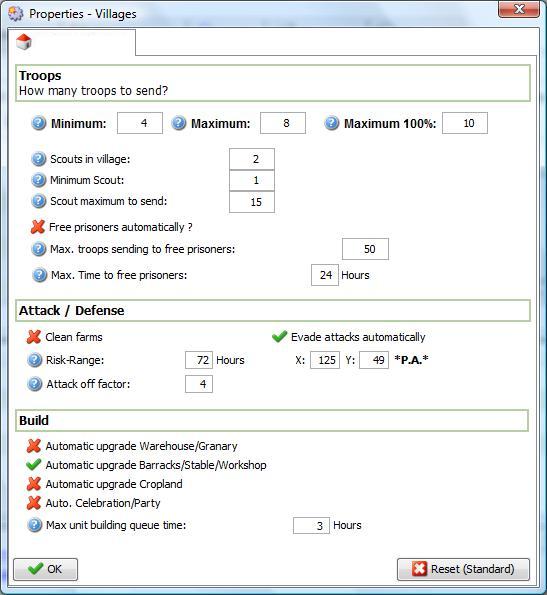 Properties - Villages
Troops
How many troops to send?
Minimum: 4 Maximum: 8 Maximum 100%: 10
Scouts in village: 2
Minimum Scout: 1
Scout maximum to send: 15
Free prisoners automatically ?
Max. troops sending to free prisoners: 50
Max. Time to free prisoners: 24 Hours
Attack / Defense
Clean farms Evade attacks automatically
Risk-Range: 72 Hours X: 125 Y: 49 *P.A.*
Attack off factor: 4
Build
Automatic upgrade Warehouse/Granary
Automatic upgrade Barracks/Stable/Workshop
Automatic upgrade Cropland
Auto. Celebration/Party
Max unit building queue time: 3 Hours
OK Reset (Standard)